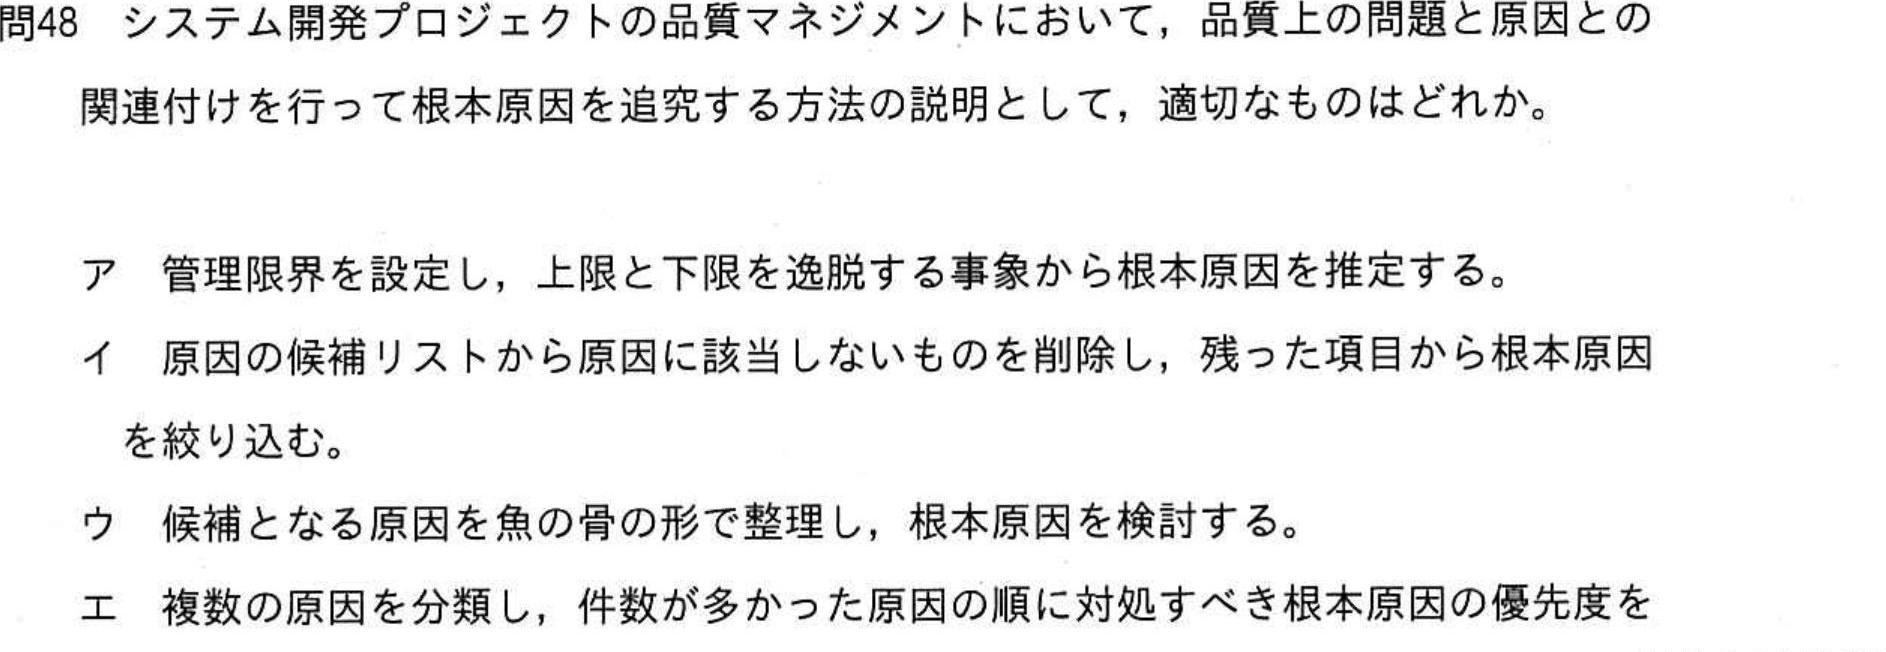 問48 システム開発プロジェクトの品質マネジメントにおいて，品質上の問題と原因との
関連付けを行って根本原因を追究する方法の説明として，適切なものはどれか。
ア 管理限界を設定し，上限と下限を逸脱する事象から根本原因を推定する。
イ 原因の候補リストから原因に該当しないものを削除し，残った項目から根本原因
を絞り込む。
ウ 候補となる原因を魚の骨の形で整理し，根本原因を検討する。
エ 複数の原因を分類し，件数が多かった原因の順に対処すべき根本原因の優先度を